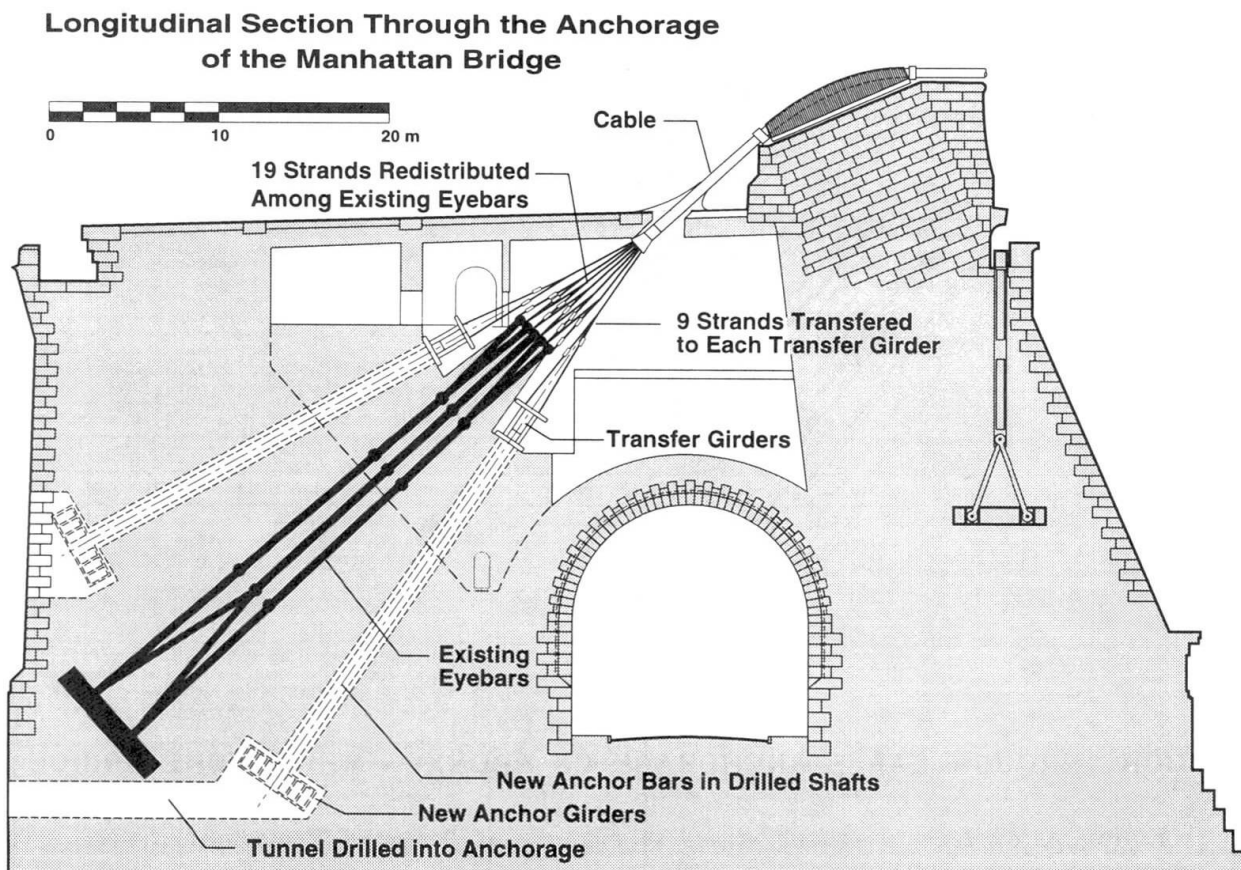 Longitudinal Section Through the Anchorage
of the Manhattan Bridge
0 10 20 m
Cable
19 Strands Redistributed
Among Existing Eyebars
9 Strands Transfered
to Each Transfer Girder
Transfer Girders
Existing
Eyebars
New Anchor Bars in Drilled Shafts
New Anchor Girders
Tunnel Drilled into Anchorage